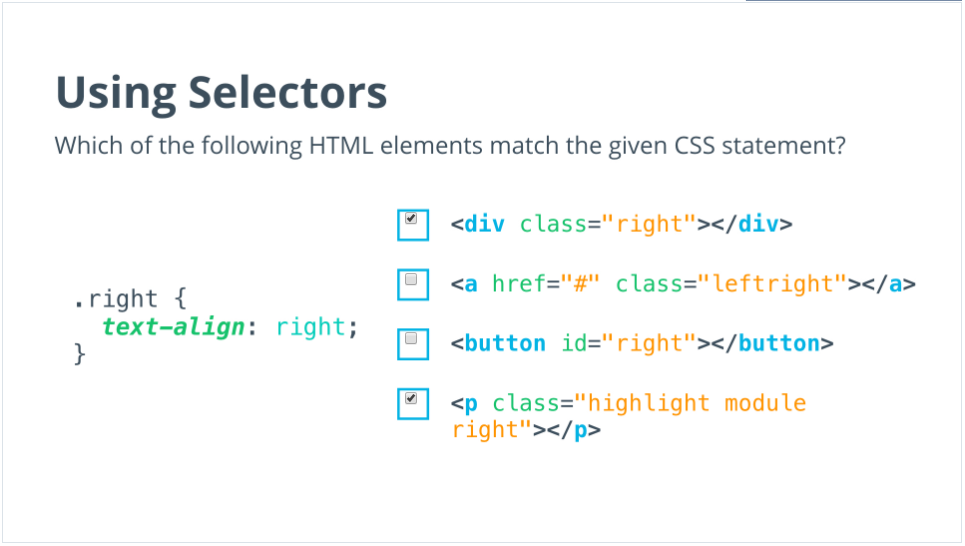 Using Selectors
Which of the following HTML elements match the given CSS statement?
.right {
text-align: right;
}
<div class="right"></div>
<a href="#" class="leftright"></a>
<button id="right"></button>
<p class="highlight module
right"></p>